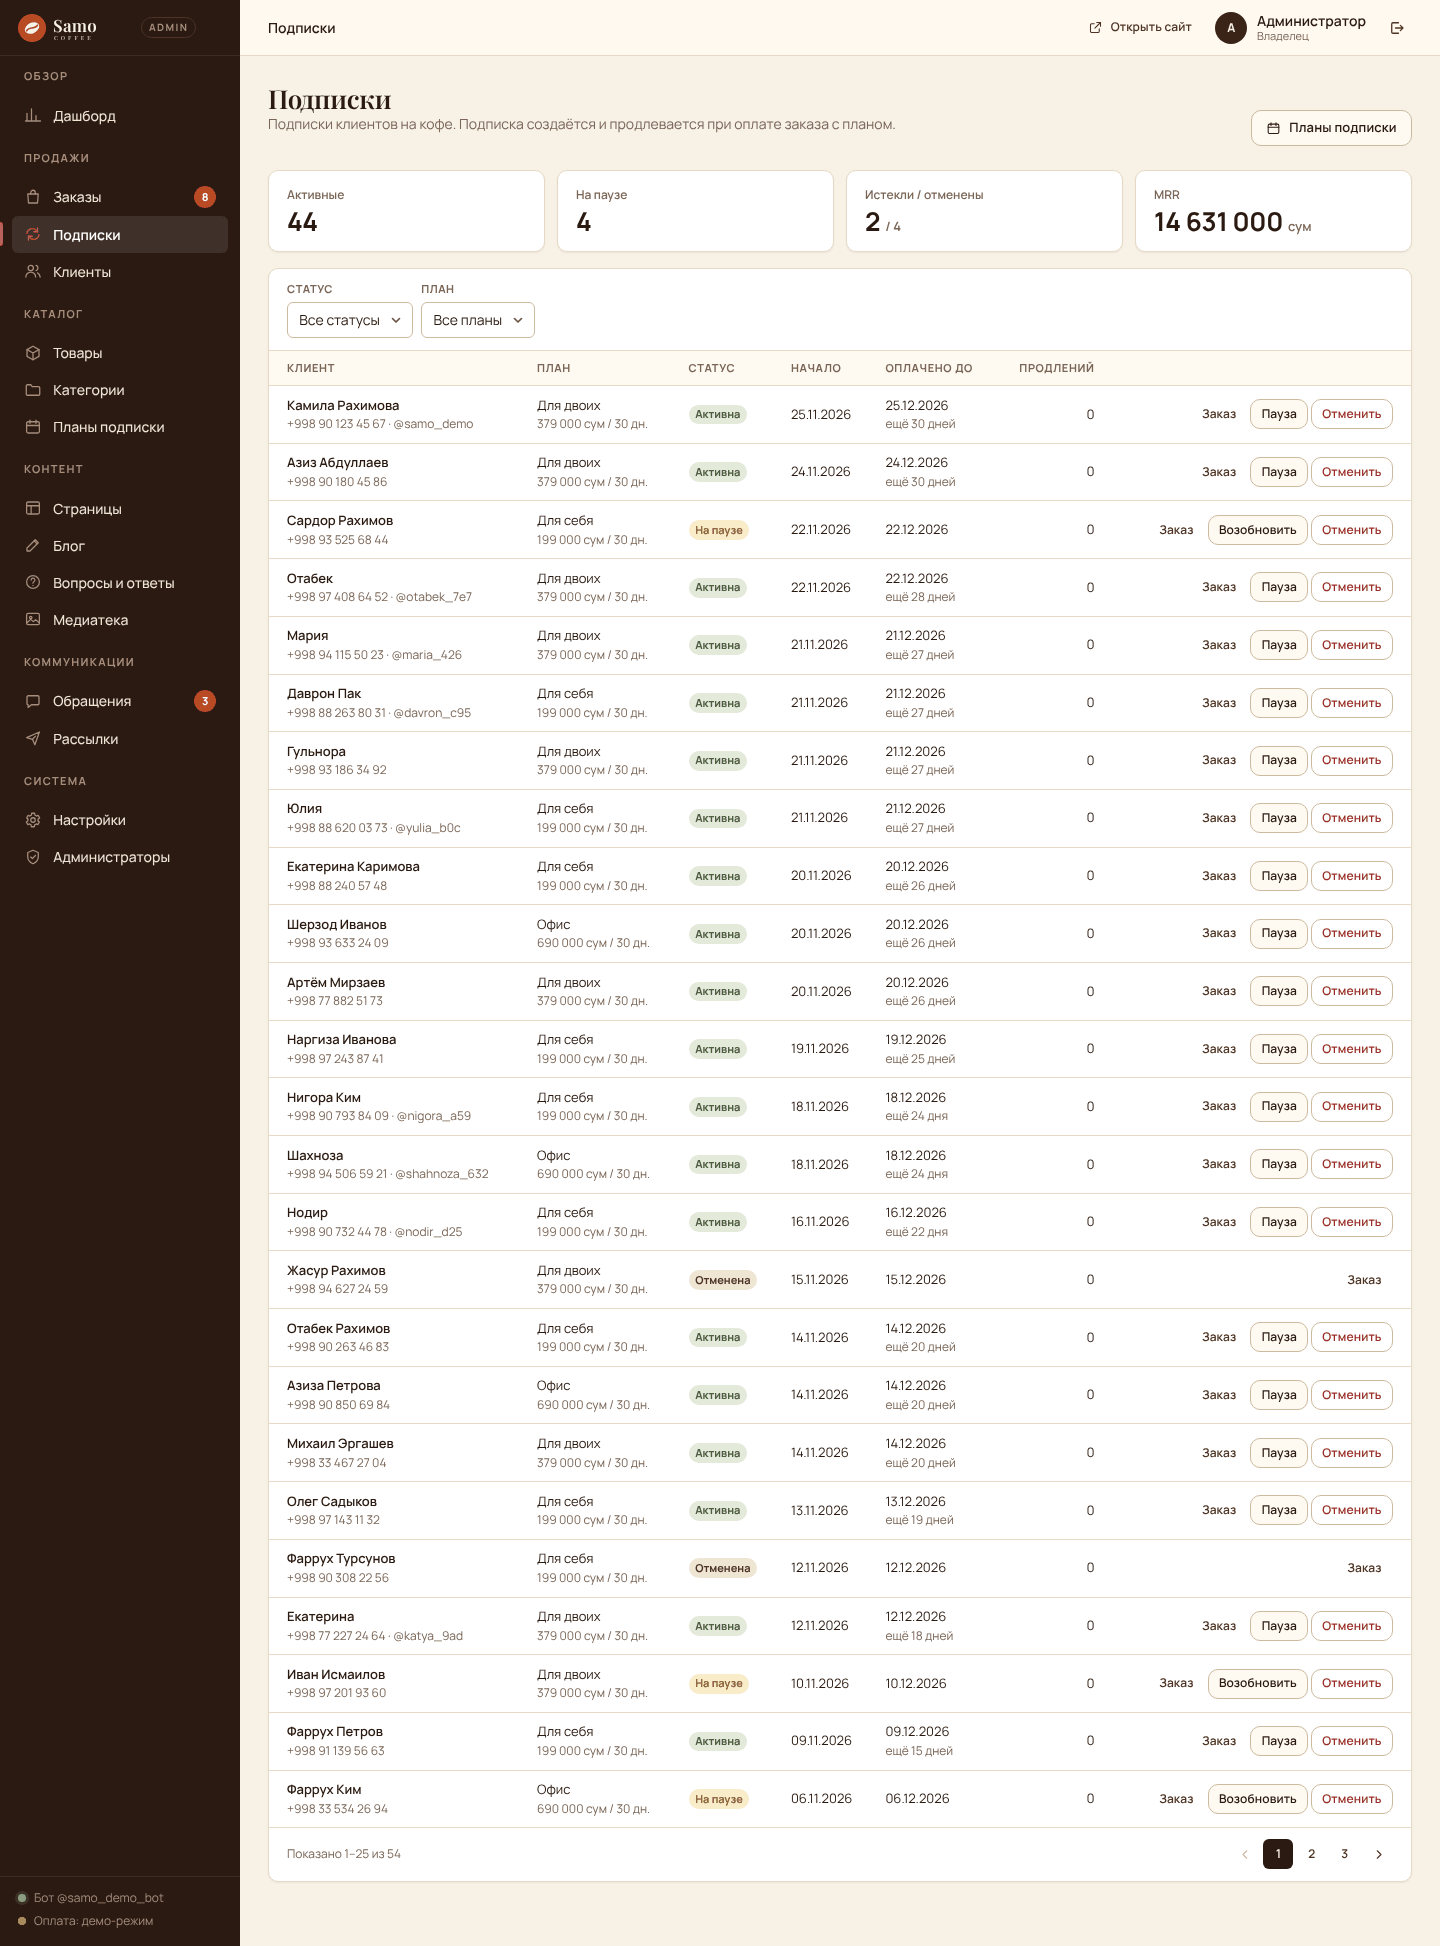 Samo
COFFEE
ADMIN
ОБЗОР
Дашборд
ПРОДАЖИ
Заказы 8
Подписки
Клиенты
КАТАЛОГ
Товары
Категории
Планы подписки
КОНТЕНТ
Страницы
Блог
Вопросы и ответы
Медиатека
КОММУНИКАЦИИ
Обращения 3
Рассылки
СИСТЕМА
Настройки
Администраторы
Бот @samo_demo_bot
Оплата: демо-режим
Подписки
Открыть сайт
А
Администратор
Владелец
Подписки
Подписки клиентов на кофе. Подписка создаётся и продлевается при оплате заказа с планом.
Планы подписки
Активные
44
На паузе
4
Истекли / отменены
2 / 4
MRR
14 631 000 сум
СТАТУС ПЛАН
Все статусы Все планы
КЛИЕНТ ПЛАН СТАТУС НАЧАЛО ОПЛАЧЕНО ДО ПРОДЛЕНИЙ
Камила Рахимова Для двоих Активна 25.11.2026 25.12.2026 0 Заказ Пауза Отменить
+998 90 123 45 67 · @samo_demo 379 000 сум / 30 дн. ещё 30 дней
Азиз Абдуллаев Для двоих Активна 24.11.2026 24.12.2026 0 Заказ Пауза Отменить
+998 90 180 45 86 379 000 сум / 30 дн. ещё 30 дней
Сардор Рахимов Для себя На паузе 22.11.2026 22.12.2026 0 Заказ Возобновить Отменить
+998 93 525 68 44 199 000 сум / 30 дн.
Отабек Для двоих Активна 22.11.2026 22.12.2026 0 Заказ Пауза Отменить
+998 97 408 64 52 · @otabek_7e7 379 000 сум / 30 дн. ещё 28 дней
Мария Для двоих Активна 21.11.2026 21.12.2026 0 Заказ Пауза Отменить
+998 94 115 50 23 · @maria_426 379 000 сум / 30 дн. ещё 27 дней
Даврон Пак Для себя Активна 21.11.2026 21.12.2026 0 Заказ Пауза Отменить
+998 88 263 80 31 · @davron_c95 199 000 сум / 30 дн. ещё 27 дней
Гульнора Для двоих Активна 21.11.2026 21.12.2026 0 Заказ Пауза Отменить
+998 93 186 34 92 379 000 сум / 30 дн. ещё 27 дней
Юлия Для себя Активна 21.11.2026 21.12.2026 0 Заказ Пауза Отменить
+998 88 620 03 73 · @yulia_b0c 199 000 сум / 30 дн. ещё 27 дней
Екатерина Каримова Для себя Активна 20.11.2026 20.12.2026 0 Заказ Пауза Отменить
+998 88 240 57 48 199 000 сум / 30 дн. ещё 26 дней
Шерзод Иванов Офис Активна 20.11.2026 20.12.2026 0 Заказ Пауза Отменить
+998 93 633 24 09 690 000 сум / 30 дн. ещё 26 дней
Артём Мирзаев Для двоих Активна 20.11.2026 20.12.2026 0 Заказ Пауза Отменить
+998 77 882 51 73 379 000 сум / 30 дн. ещё 26 дней
Наргиза Иванова Для себя Активна 19.11.2026 19.12.2026 0 Заказ Пауза Отменить
+998 97 243 87 41 199 000 сум / 30 дн. ещё 25 дней
Нигора Ким Для себя Активна 18.11.2026 18.12.2026 0 Заказ Пауза Отменить
+998 90 793 84 09 · @nigora_a59 199 000 сум / 30 дн. ещё 24 дня
Шахноза Офис Активна 18.11.2026 18.12.2026 0 Заказ Пауза Отменить
+998 94 506 59 21 · @shahnoza_632 690 000 сум / 30 дн. ещё 24 дня
Нодир Для себя Активна 16.11.2026 16.12.2026 0 Заказ Пауза Отменить
+998 90 732 44 78 · @nodir_d25 199 000 сум / 30 дн. ещё 22 дня
Жасур Рахимов Для двоих Отменена 15.11.2026 15.12.2026 0 Заказ
+998 94 627 24 59 379 000 сум / 30 дн.
Отабек Рахимов Для себя Активна 14.11.2026 14.12.2026 0 Заказ Пауза Отменить
+998 90 263 46 83 199 000 сум / 30 дн. ещё 20 дней
Азиза Петрова Офис Активна 14.11.2026 14.12.2026 0 Заказ Пауза Отменить
+998 90 850 69 84 690 000 сум / 30 дн. ещё 20 дней
Михаил Эргашев Для двоих Активна 14.11.2026 14.12.2026 0 Заказ Пауза Отменить
+998 33 467 27 04 379 000 сум / 30 дн. ещё 20 дней
Олег Садыков Для себя Активна 13.11.2026 13.12.2026 0 Заказ Пауза Отменить
+998 97 143 11 32 199 000 сум / 30 дн. ещё 19 дней
Фаррух Турсунов Для себя Отменена 12.11.2026 12.12.2026 0 Заказ
+998 90 308 22 56 199 000 сум / 30 дн.
Екатерина Для двоих Активна 12.11.2026 12.12.2026 0 Заказ Пауза Отменить
+998 77 227 24 64 · @katya_9ad 379 000 сум / 30 дн. ещё 18 дней
Иван Исмаилов Для двоих На паузе 10.11.2026 10.12.2026 0 Заказ Возобновить Отменить
+998 97 201 93 60 379 000 сум / 30 дн.
Фаррух Петров Для себя Активна 09.11.2026 09.12.2026 0 Заказ Пауза Отменить
+998 91 139 56 63 199 000 сум / 30 дн. ещё 15 дней
Фаррух Ким Офис На паузе 06.11.2026 06.12.2026 0 Заказ Возобновить Отменить
+998 33 534 26 94 690 000 сум / 30 дн.
Показано 1–25 из 54 1 2 3